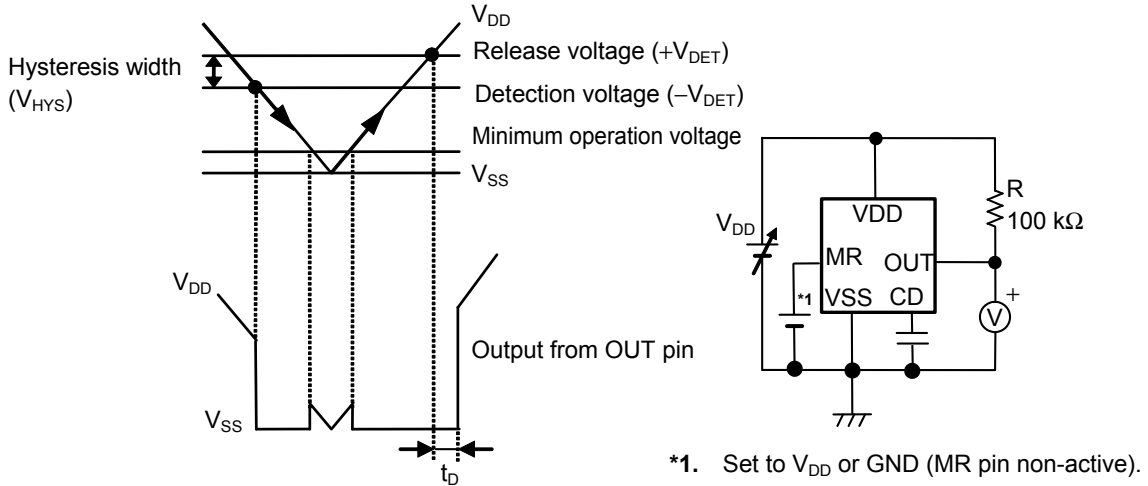 V_DD
Release voltage (+V_DET)
Hysteresis width
(V_HYS)
Detection voltage (−V_DET)
Minimum operation voltage
V_SS
V_DD
Output from OUT pin
V_SS
t_D
R
100 kΩ
V_DD
VDD
MR
OUT
*1
VSS
CD
V
+
*1. Set to V_DD or GND (MR pin non-active).